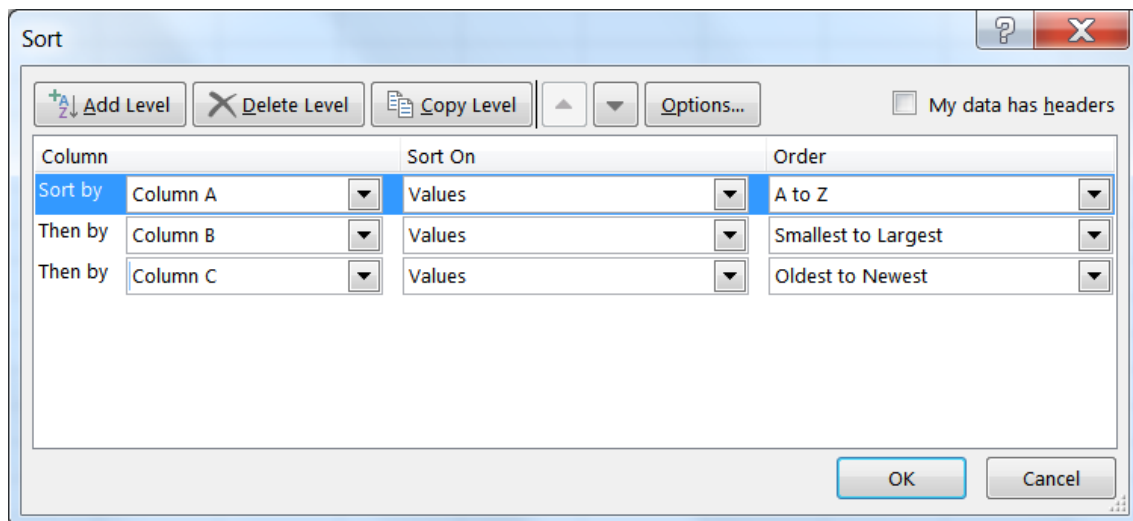 Sort
Add Level Delete Level Copy Level Options... My data has headers
Column Sort On Order
Sort by Column A Values A to Z
Then by Column B Values Smallest to Largest
Then by Column C Values Oldest to Newest
OK Cancel